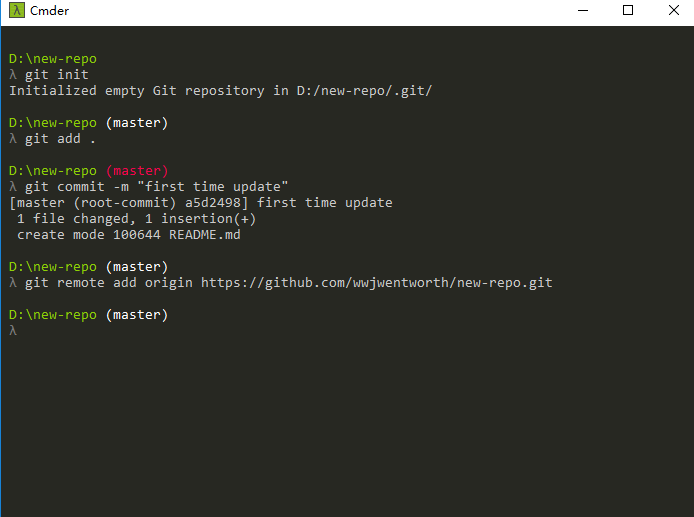 λ Cmder
D:\new-repo
λ git init
Initialized empty Git repository in D:/new-repo/.git/
D:\new-repo (master)
λ git add .
D:\new-repo (master)
λ git commit -m "first time update"
[master (root-commit) a5d2498] first time update
 1 file changed, 1 insertion(+)
 create mode 100644 README.md
D:\new-repo (master)
λ git remote add origin https://github.com/wwjwentworth/new-repo.git
D:\new-repo (master)
λ